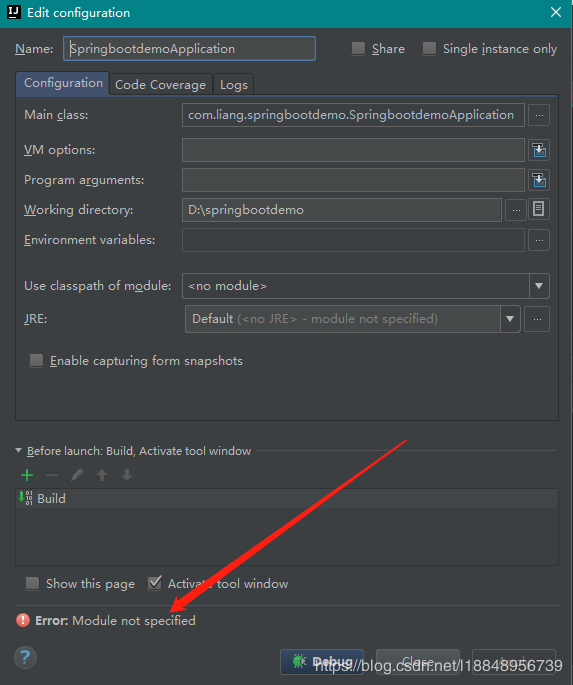 IJ Edit configuration
Name: SpringbootdemoApplication Share Single instance only
Configuration Code Coverage Logs
Main class: com.liang.springbootdemo.SpringbootdemoApplication ...
VM options:
Program arguments:
Working directory: D:\springbootdemo ...
Environment variables: ...
Use classpath of module: <no module>
JRE: Default (<no JRE> - module not specified) ...
Enable capturing form snapshots
Before launch: Build, Activate tool window
Build
Show this page Activate tool window
Error: Module not specified
? Debug Close
https://blog.csdn.net/l18848956739